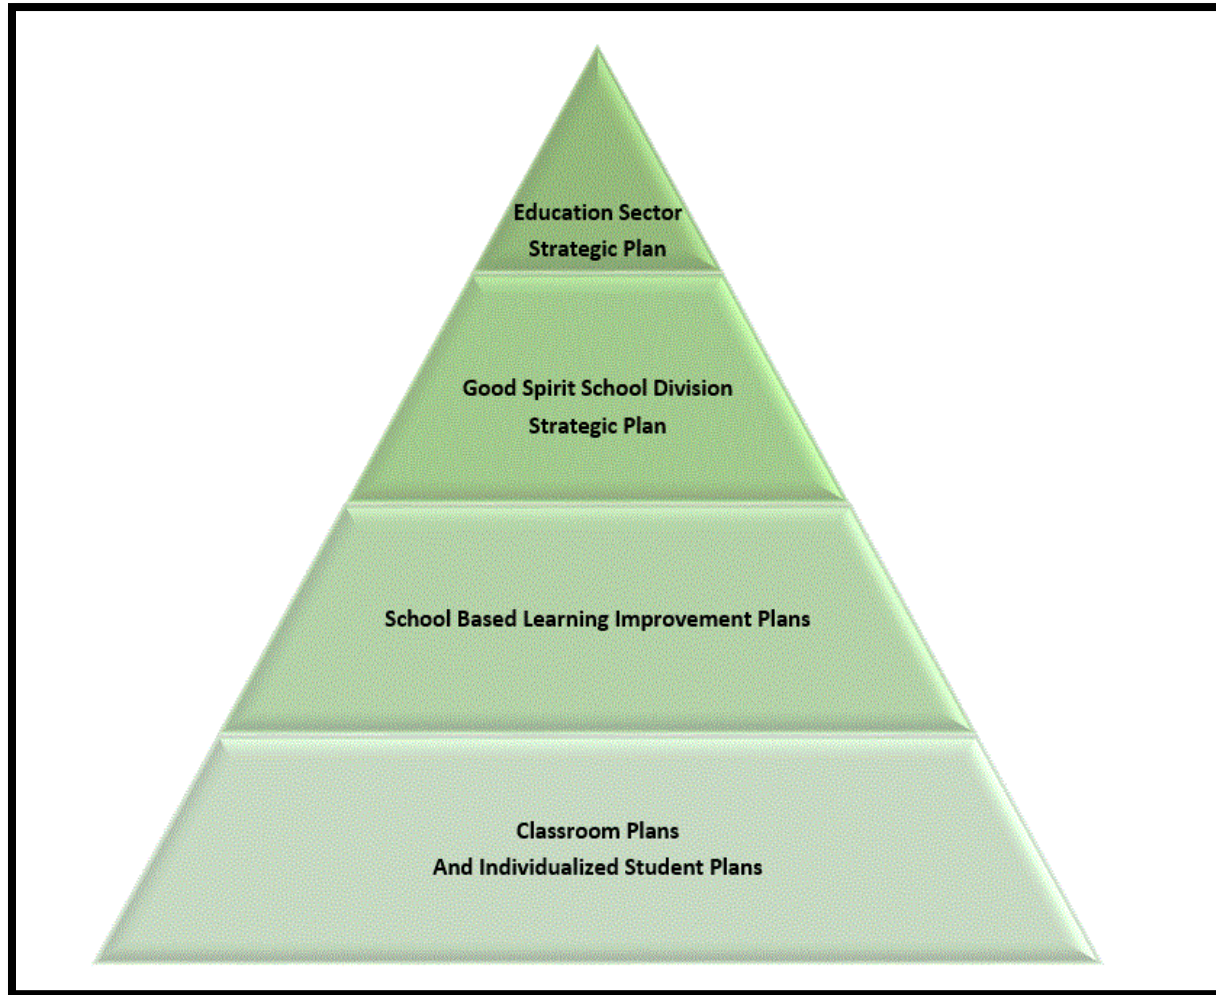 Education Sector
Strategic Plan
Good Spirit School Division
Strategic Plan
School Based Learning Improvement Plans
Classroom Plans
And Individualized Student Plans